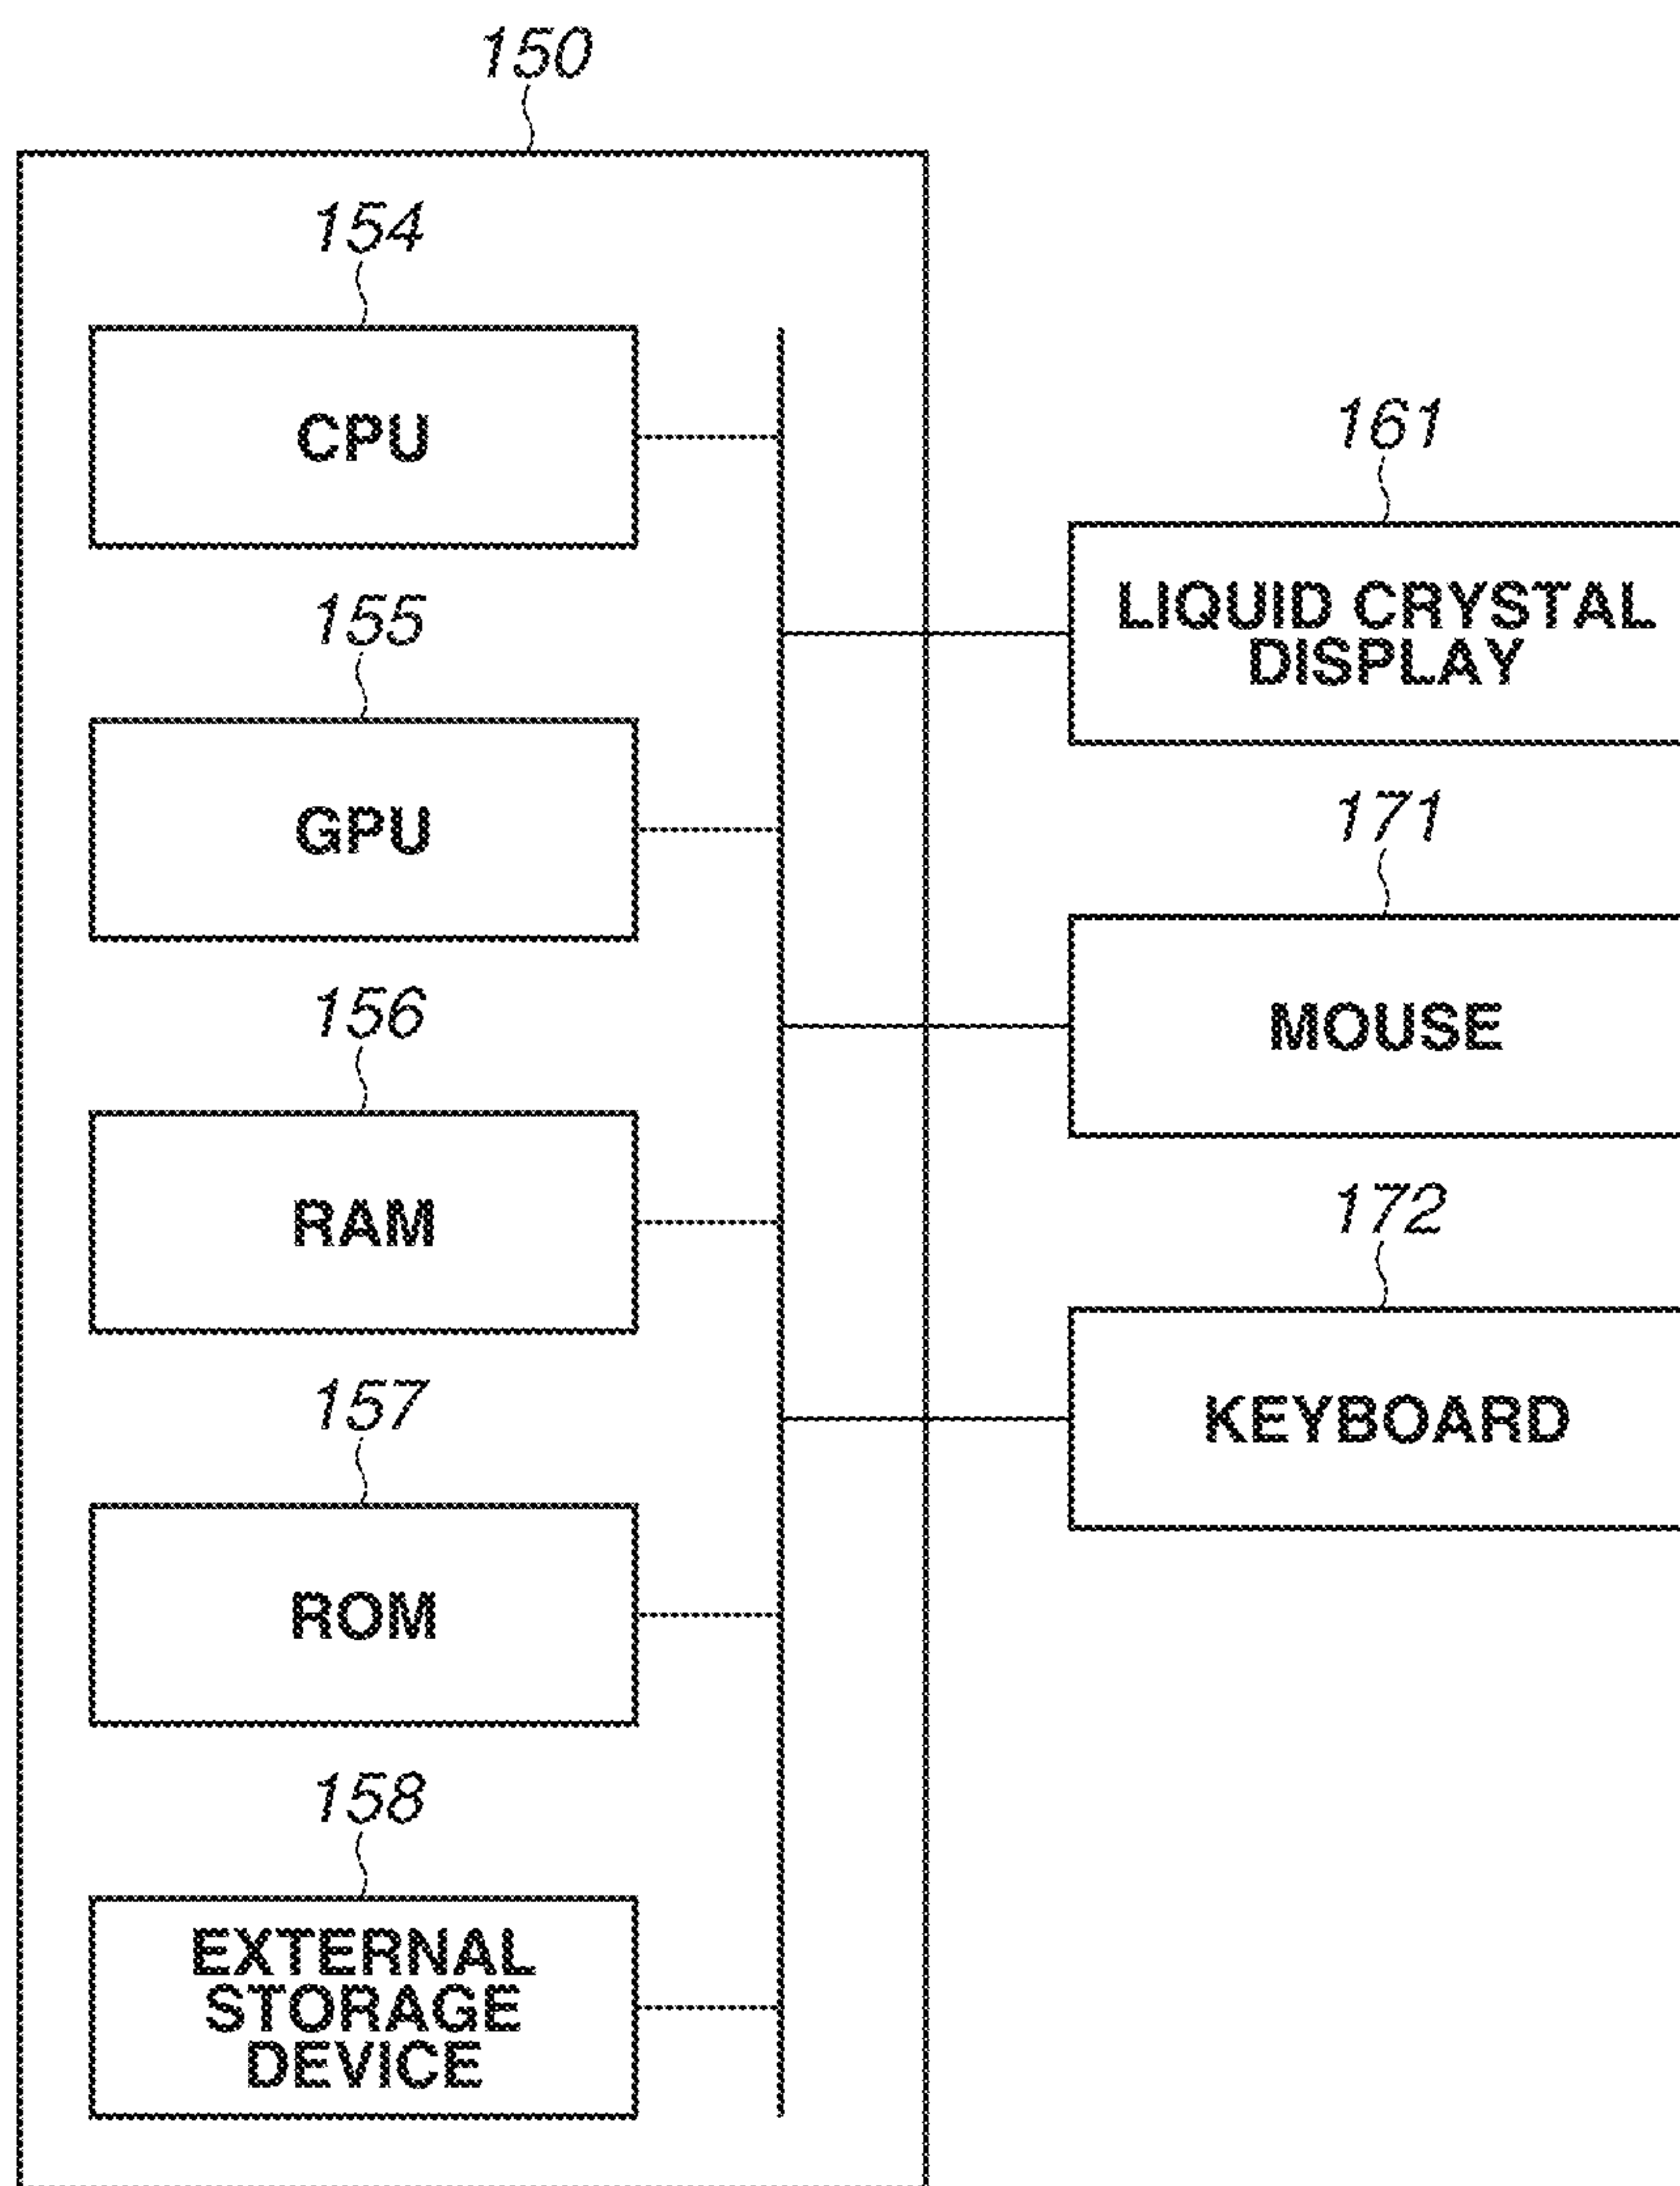 150
154
CPU
155
GPU
156
RAM
157
ROM
158
EXTERNAL
STORAGE
DEVICE
161
LIQUID CRYSTAL
DISPLAY
171
MOUSE
172
KEYBOARD